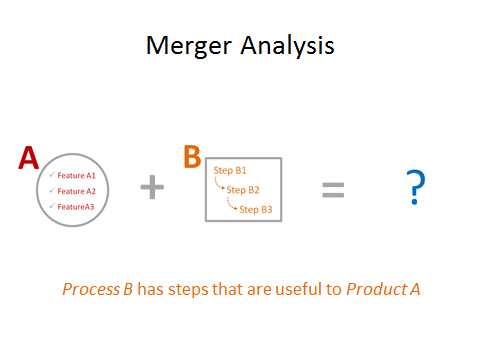 Merger Analysis
A
✓ Feature A1
✓ Feature A2
✓ FeatureA3
+
B
Step B1
Step B2
Step B3
=
?
Process B has steps that are useful to Product A